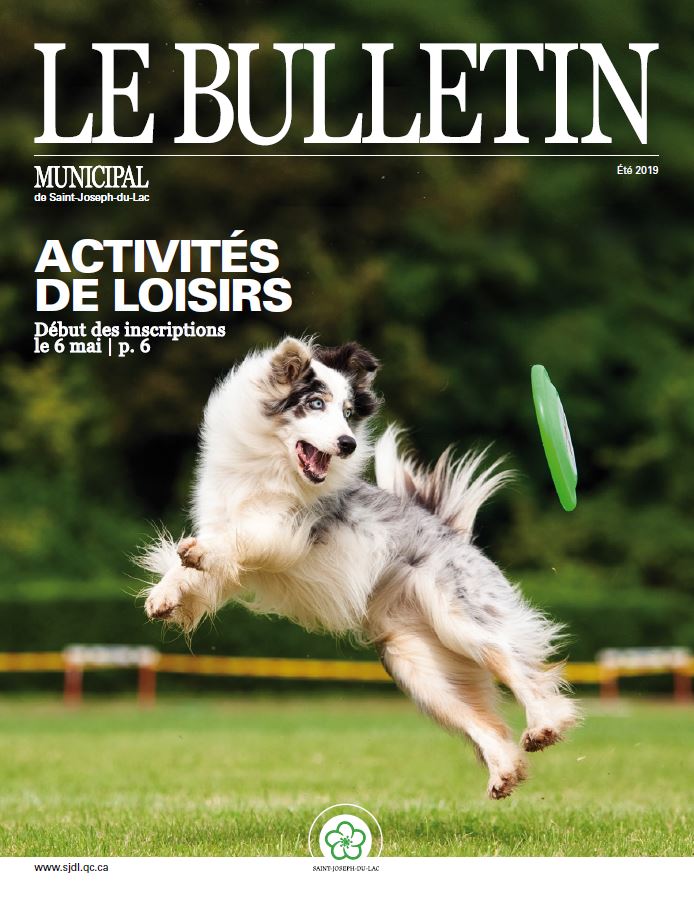 LE BULLETIN
MUNICIPAL
de Saint-Joseph-du-Lac
Été 2019
ACTIVITÉS
DE LOISIRS
Début des inscriptions
le 6 mai | p. 6
www.sjdl.qc.ca
SAINT-JOSEPH-DU-LAC